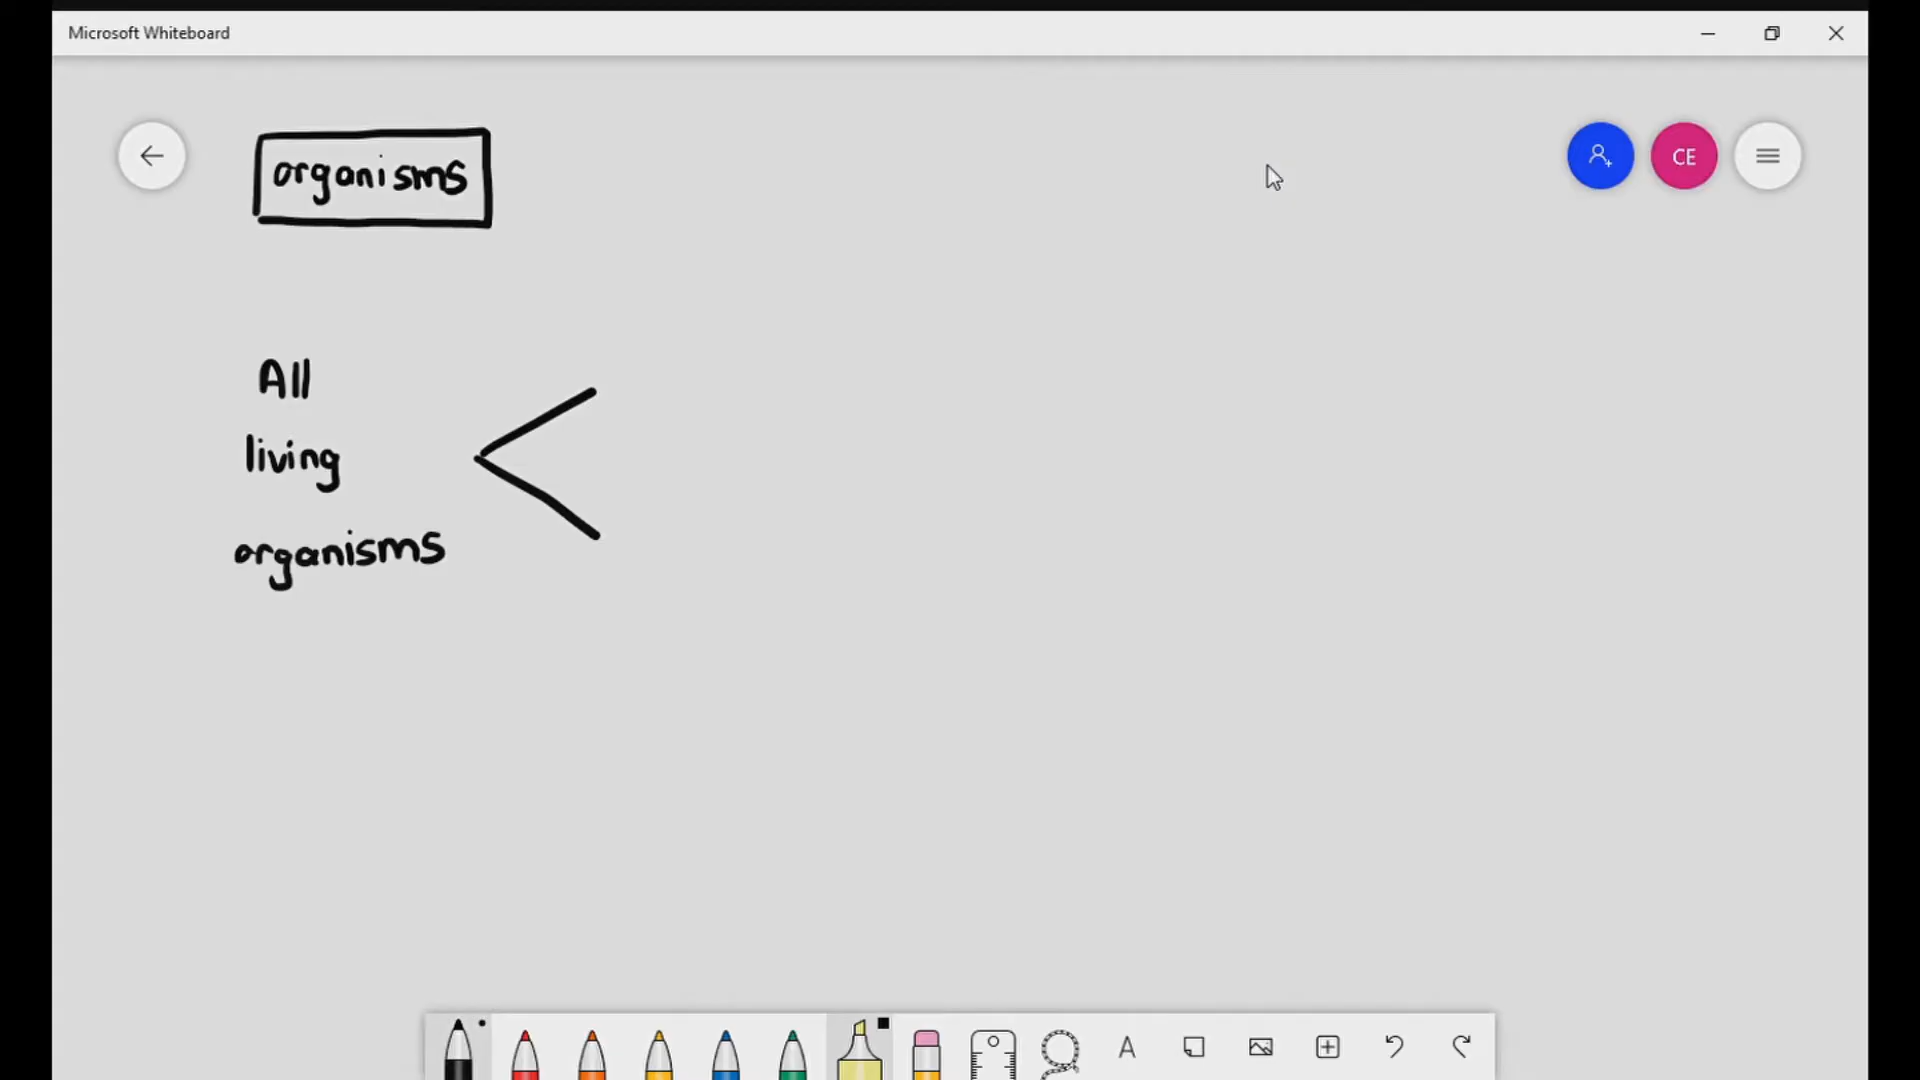 Microsoft Whiteboard
organisms
CE
All
living
organisms
A